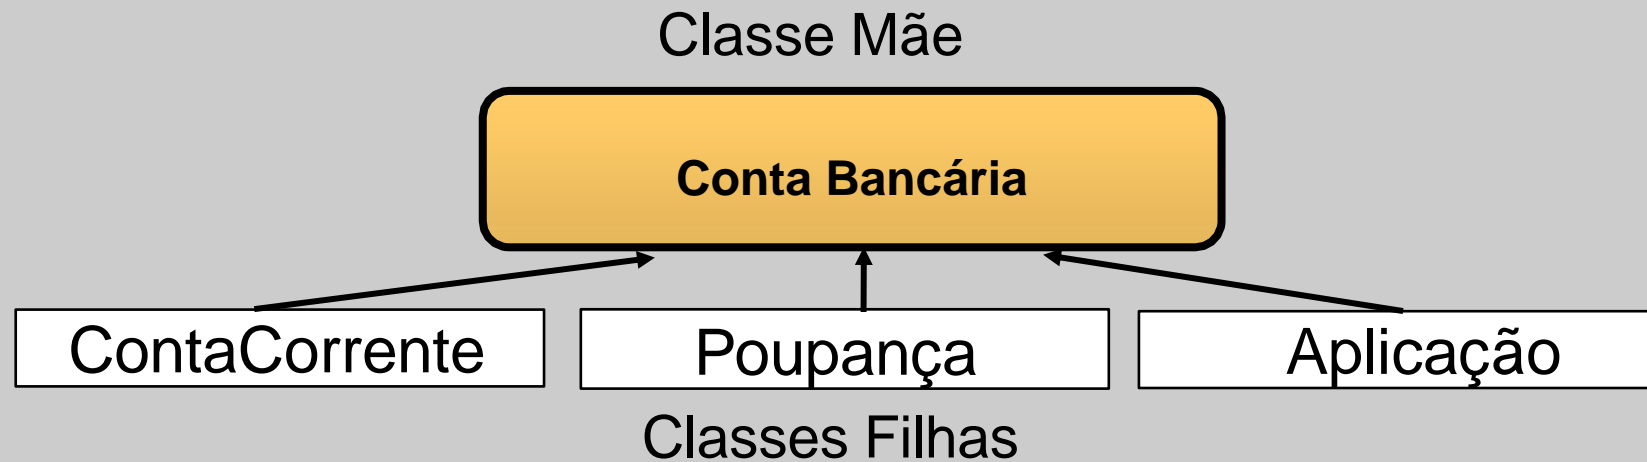 Classe Mãe
Conta Bancária
ContaCorrente
Poupança
Aplicação
Classes Filhas